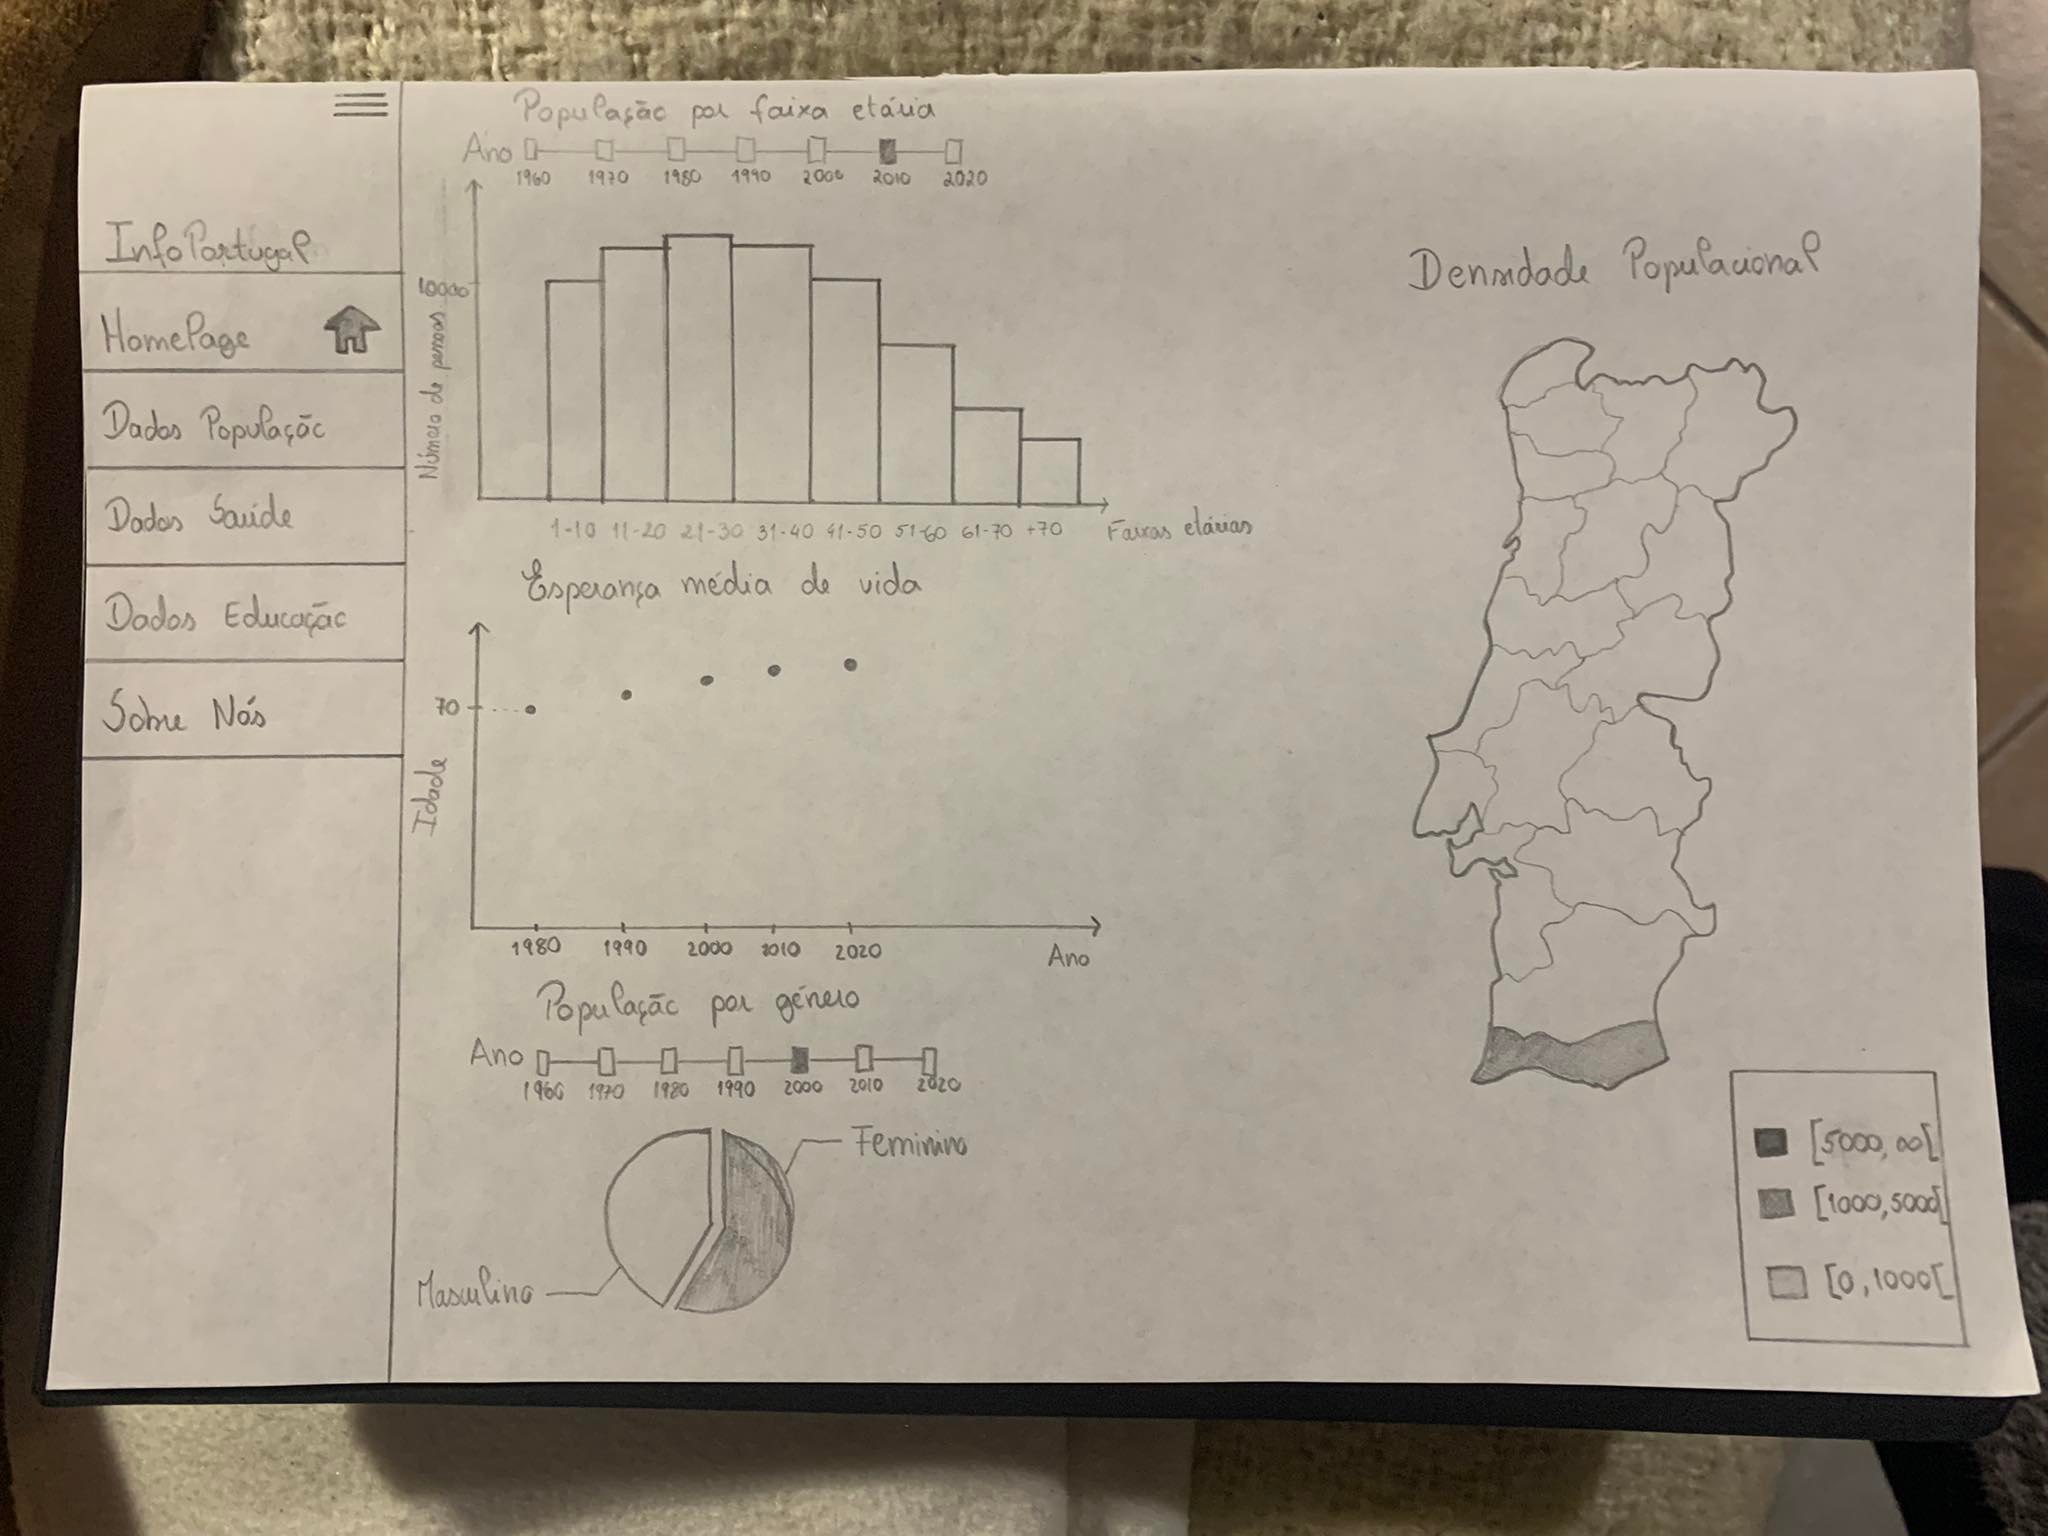 InfoPortugal
HomePage
Dados População
Dados Saúde
Dados Educação
Sobre Nós
População por faixa etária
Ano
1960 1970 1980 1990 2000 2010 2020
Número de pessoas
10000
1-10 11-20 21-30 31-40 41-50 51-60 61-70 +70
Faixas etárias
Esperança média de vida
70
Idade
1980 1990 2000 2010 2020
Ano
População por género
Ano
1960 1970 1980 1990 2000 2010 2020
Feminino
Masculino
Densidade Populacional
[5000, ∞[
[1000, 5000[
[0, 1000[